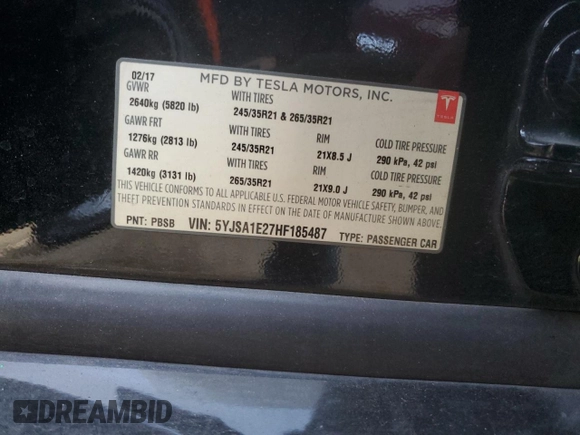 02/17 MFD BY TESLA MOTORS, INC.
GVWR WITH TIRES
2640kg (5820 lb) 245/35R21 & 265/35R21
TESLA
GAWR FRT WITH TIRES RIM COLD TIRE PRESSURE
1276kg (2813 lb) 245/35R21 21X8.5 J 290 kPa, 42 psi
GAWR RR WITH TIRES RIM COLD TIRE PRESSURE
1420kg (3131 lb) 265/35R21 21X9.0 J 290 kPa, 42 psi
THIS VEHICLE CONFORMS TO ALL APPLICABLE U.S. FEDERAL MOTOR VEHICLE SAFETY, BUMPER, AND
THEFT PREVENTION STANDARDS IN EFFECT ON THE DATE OF MANUFACTURE SHOWN ABOVE.
PNT: PBSB VIN: 5YJSA1E27HF185487 TYPE: PASSENGER CAR
DREAMBID